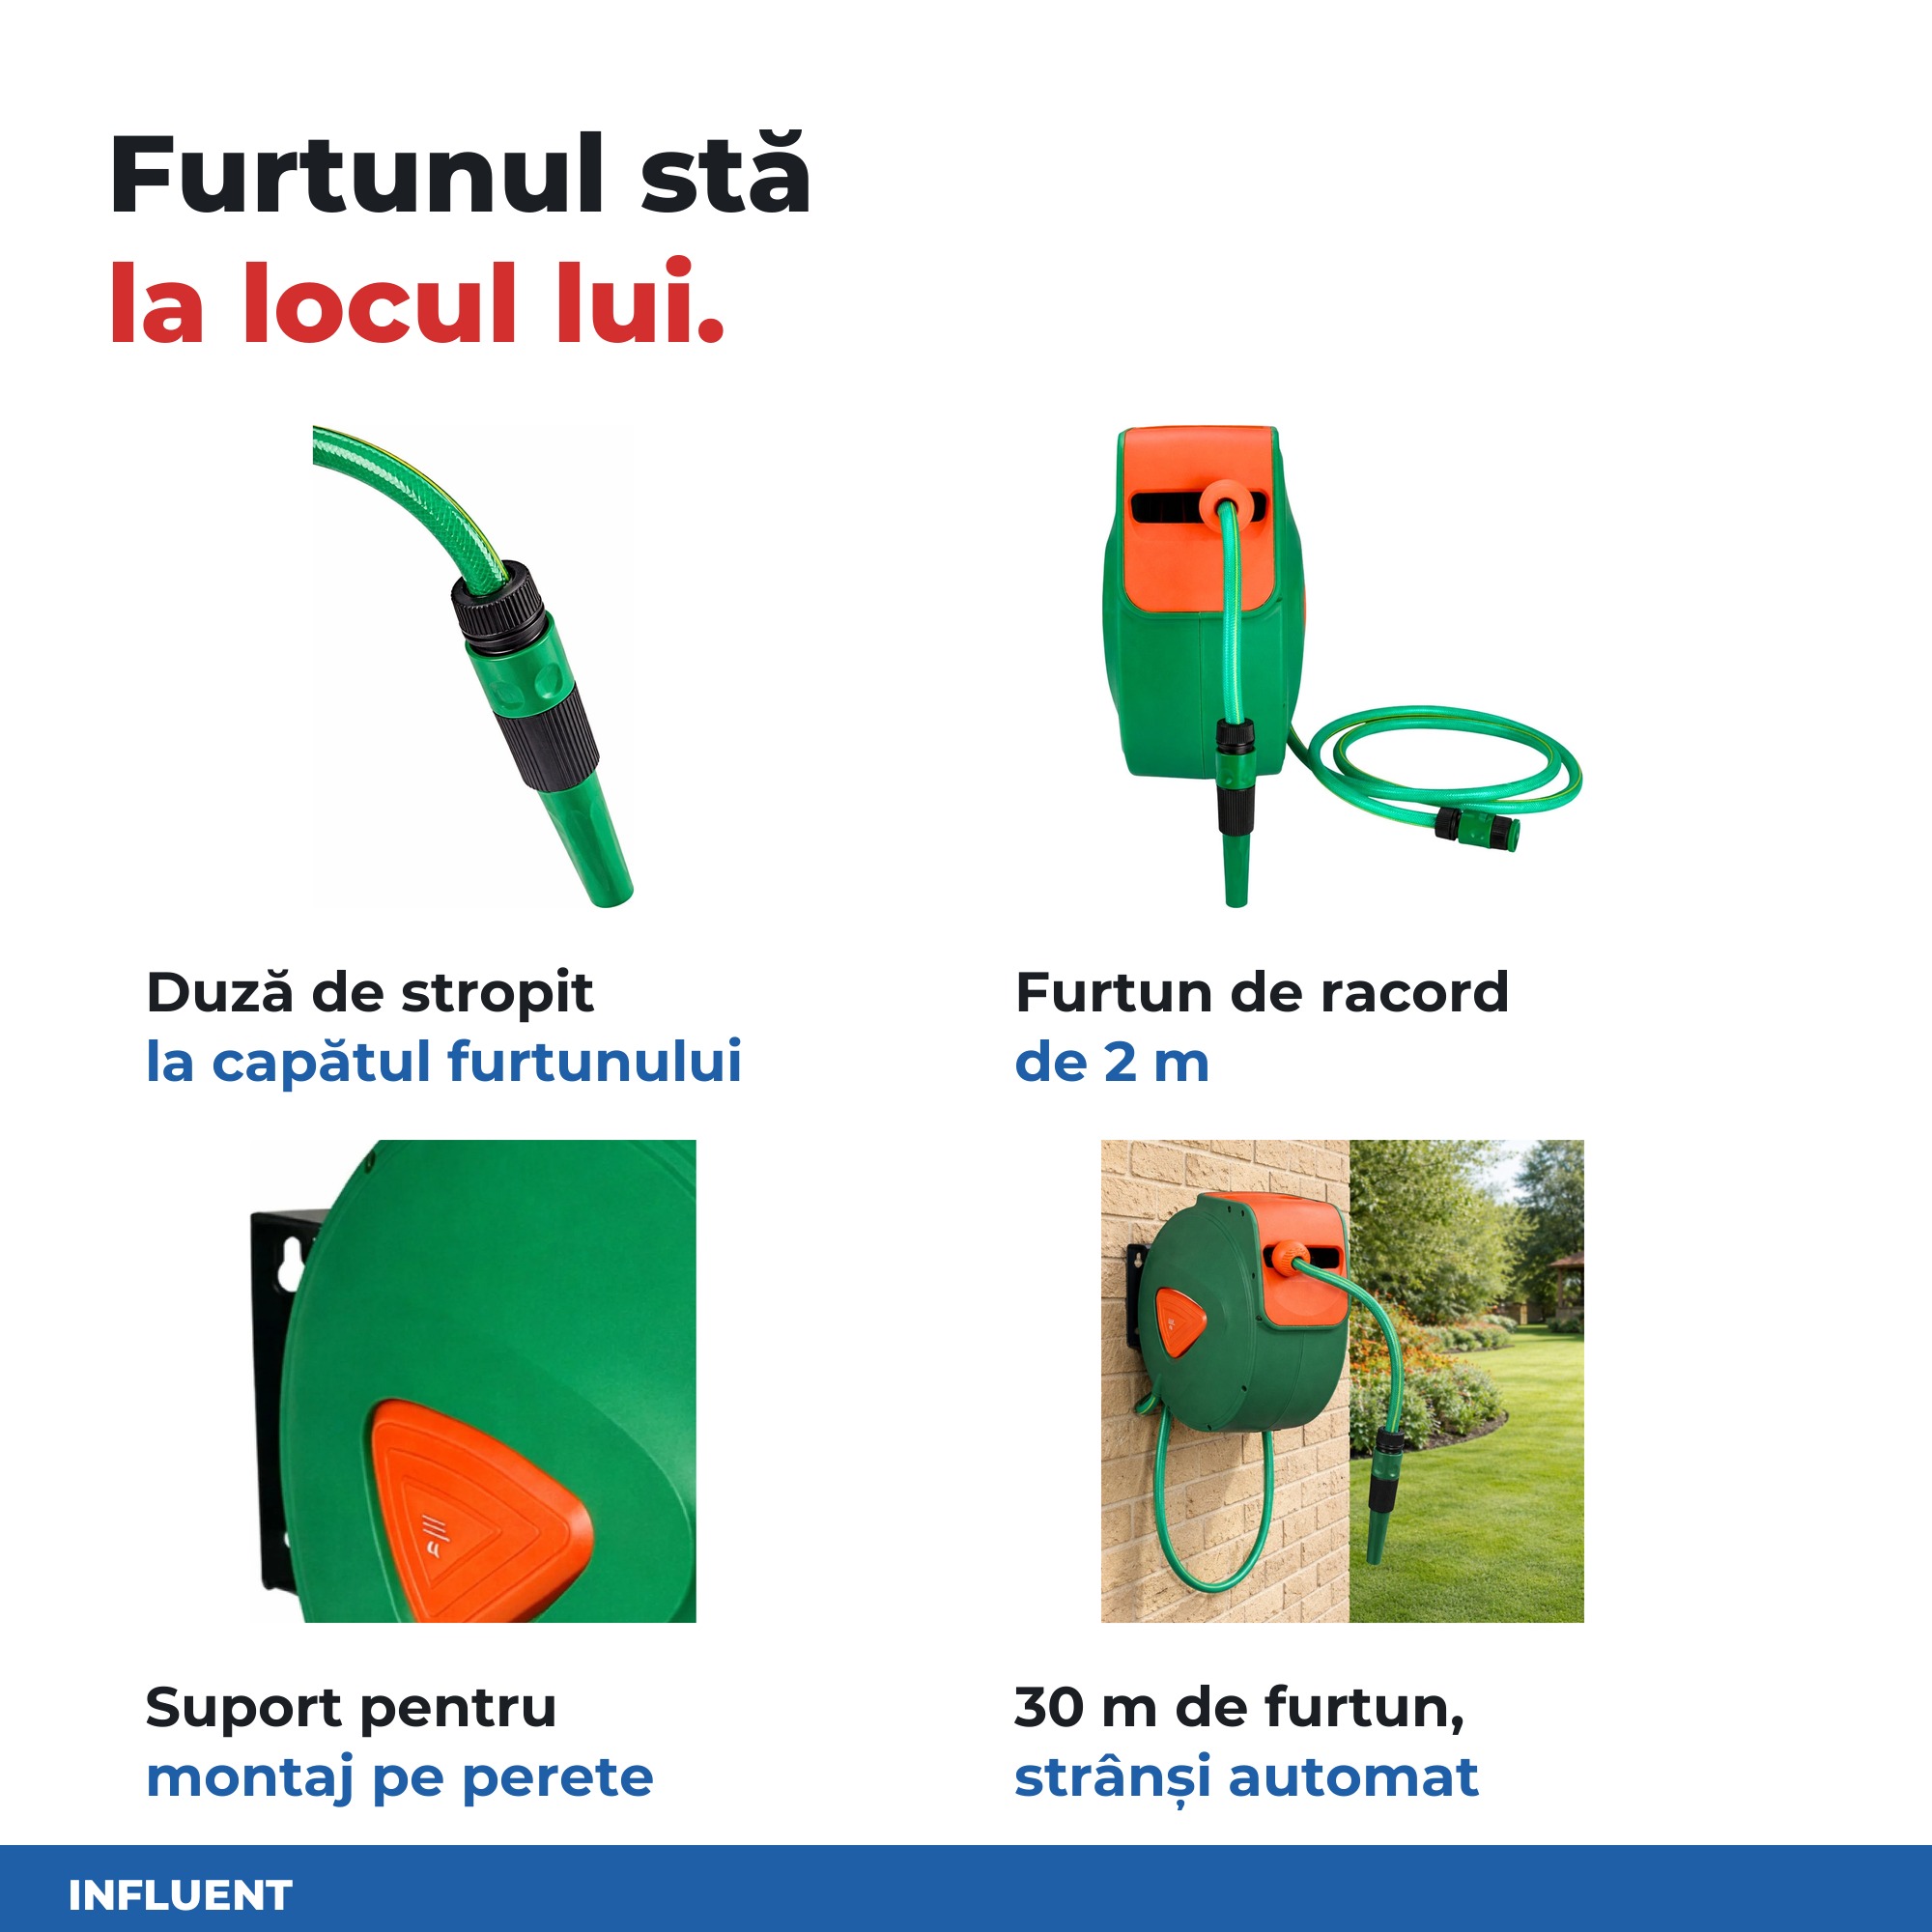 Furtunul stă
la locul lui.
Duză de stropit
la capătul furtunului
Furtun de racord
de 2 m
Suport pentru
montaj pe perete
30 m de furtun,
strânși automat
INFLUENT